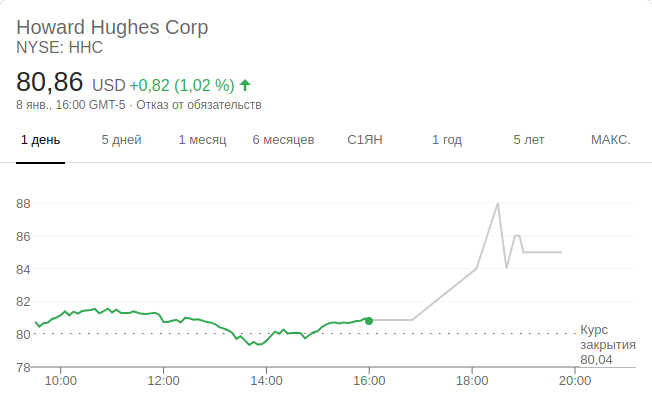 Howard Hughes Corp
NYSE: HHC
80,86 USD +0,82 (1,02 %)
8 янв., 16:00 GMT-5 · Отказ от обязательств
1 день 5 дней 1 месяц 6 месяцев С1ЯН 1 год 5 лет МАКС.
88
86
84
82
80
78
Курс
закрытия
80,04
10:00 12:00 14:00 16:00 18:00 20:00